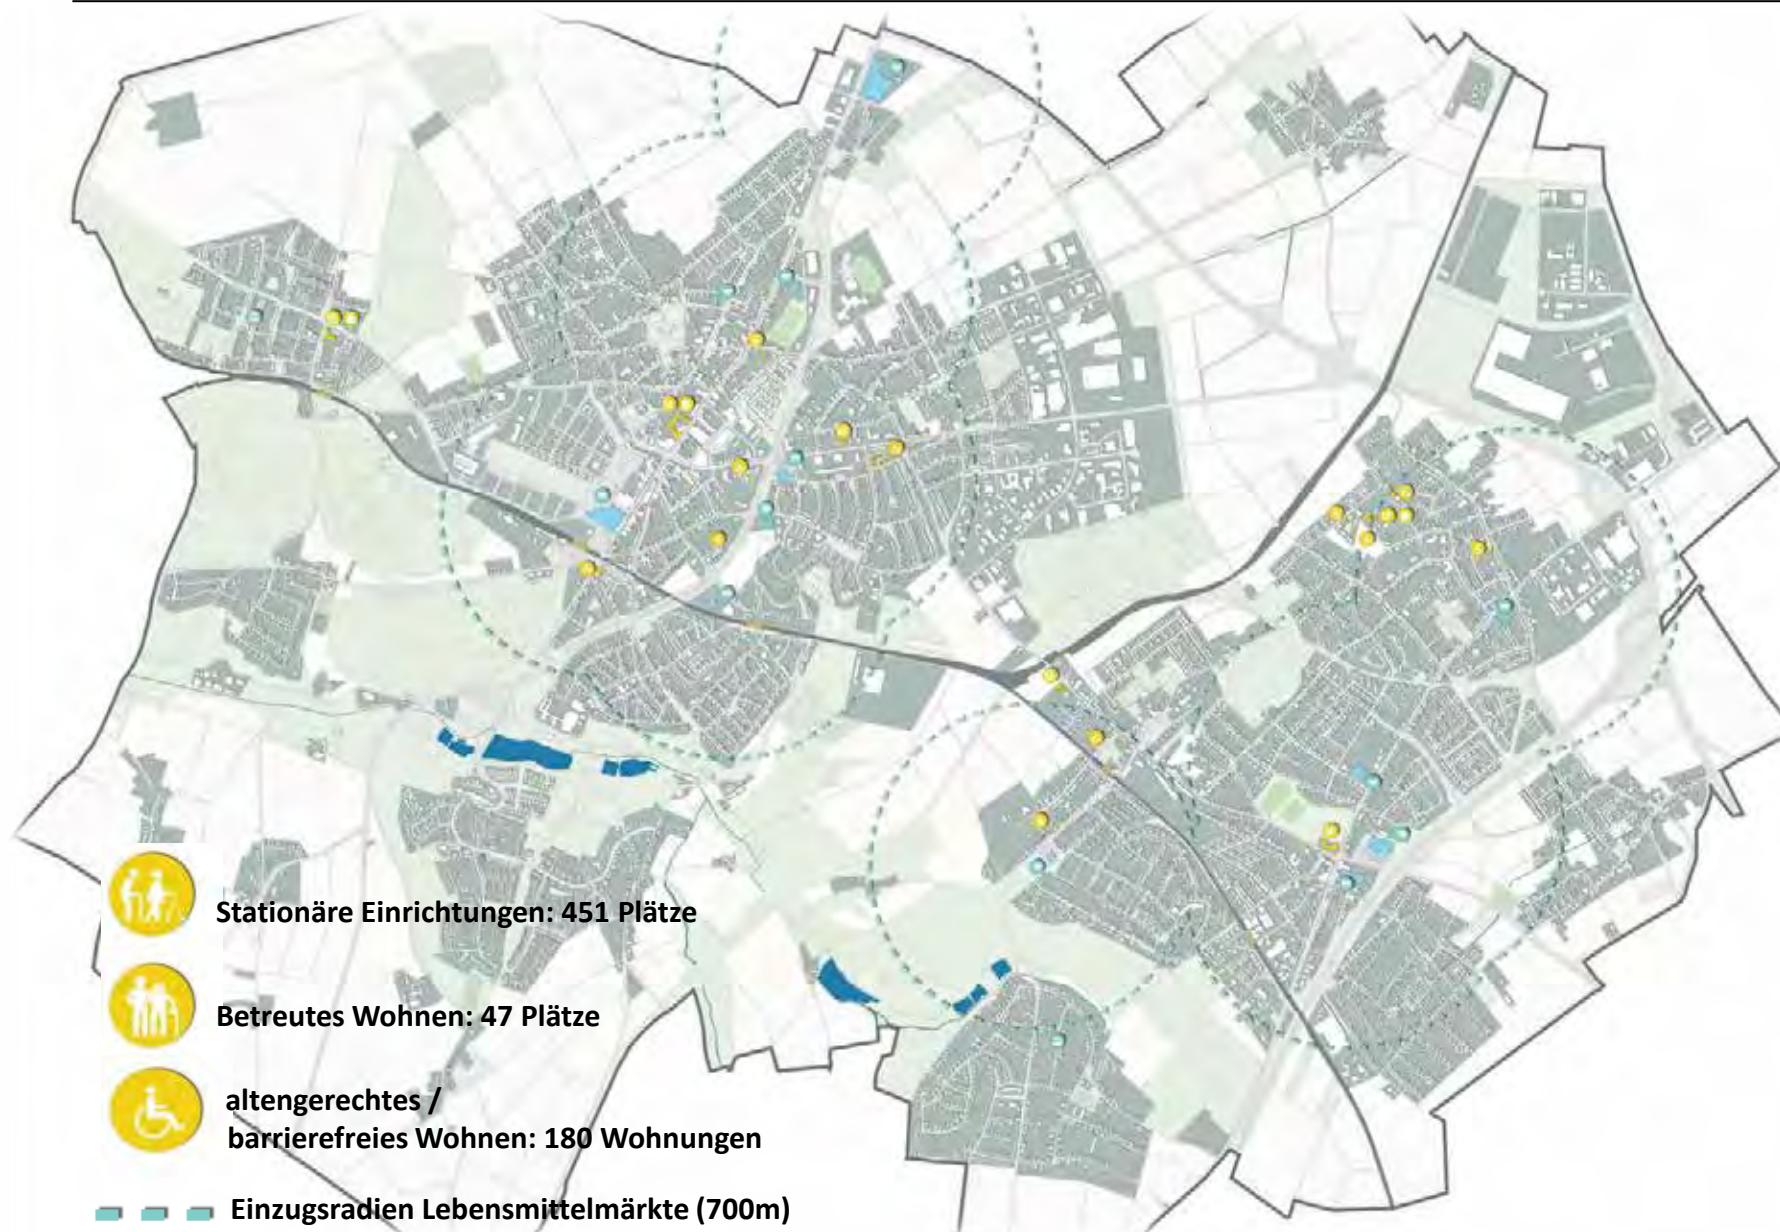 Stationäre Einrichtungen: 451 Plätze
Betreutes Wohnen: 47 Plätze
altengerechtes /
barrierefreies Wohnen: 180 Wohnungen
Einzugsradien Lebensmittelmärkte (700m)